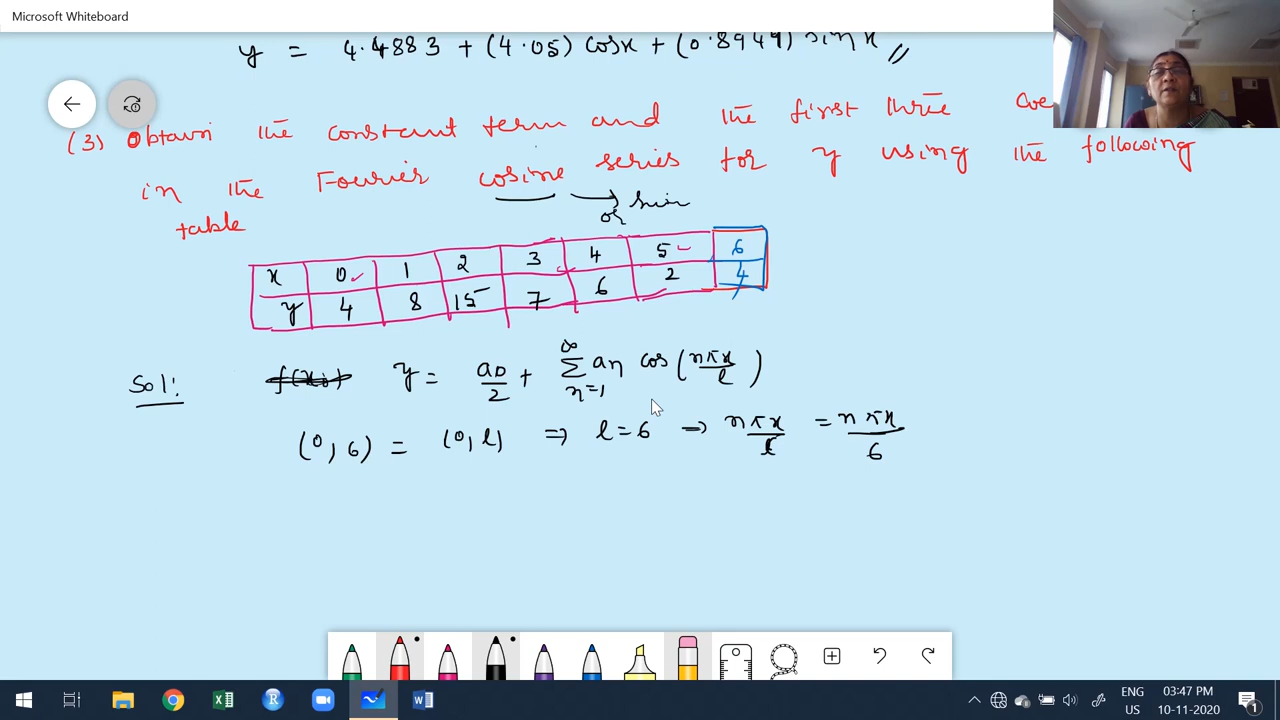 Microsoft Whiteboard
y = 4.4883 + (4.05) cosx + (0.8949) sin x //
(3) Obtain the constant term and the first three
in the Fourier cosine series for y using the following
table
→ sin
or
x 0 1 2 3 4 5 6
y 4 8 15 7 6 2 4
Sol: f(x) y = a0/2 + ∞Σn=1 an cos (nπx/l)
(0, 6) = (0, l) ⇒ l = 6 → nπx/l = nπx/6
ENG
US
03:47 PM
10-11-2020
1